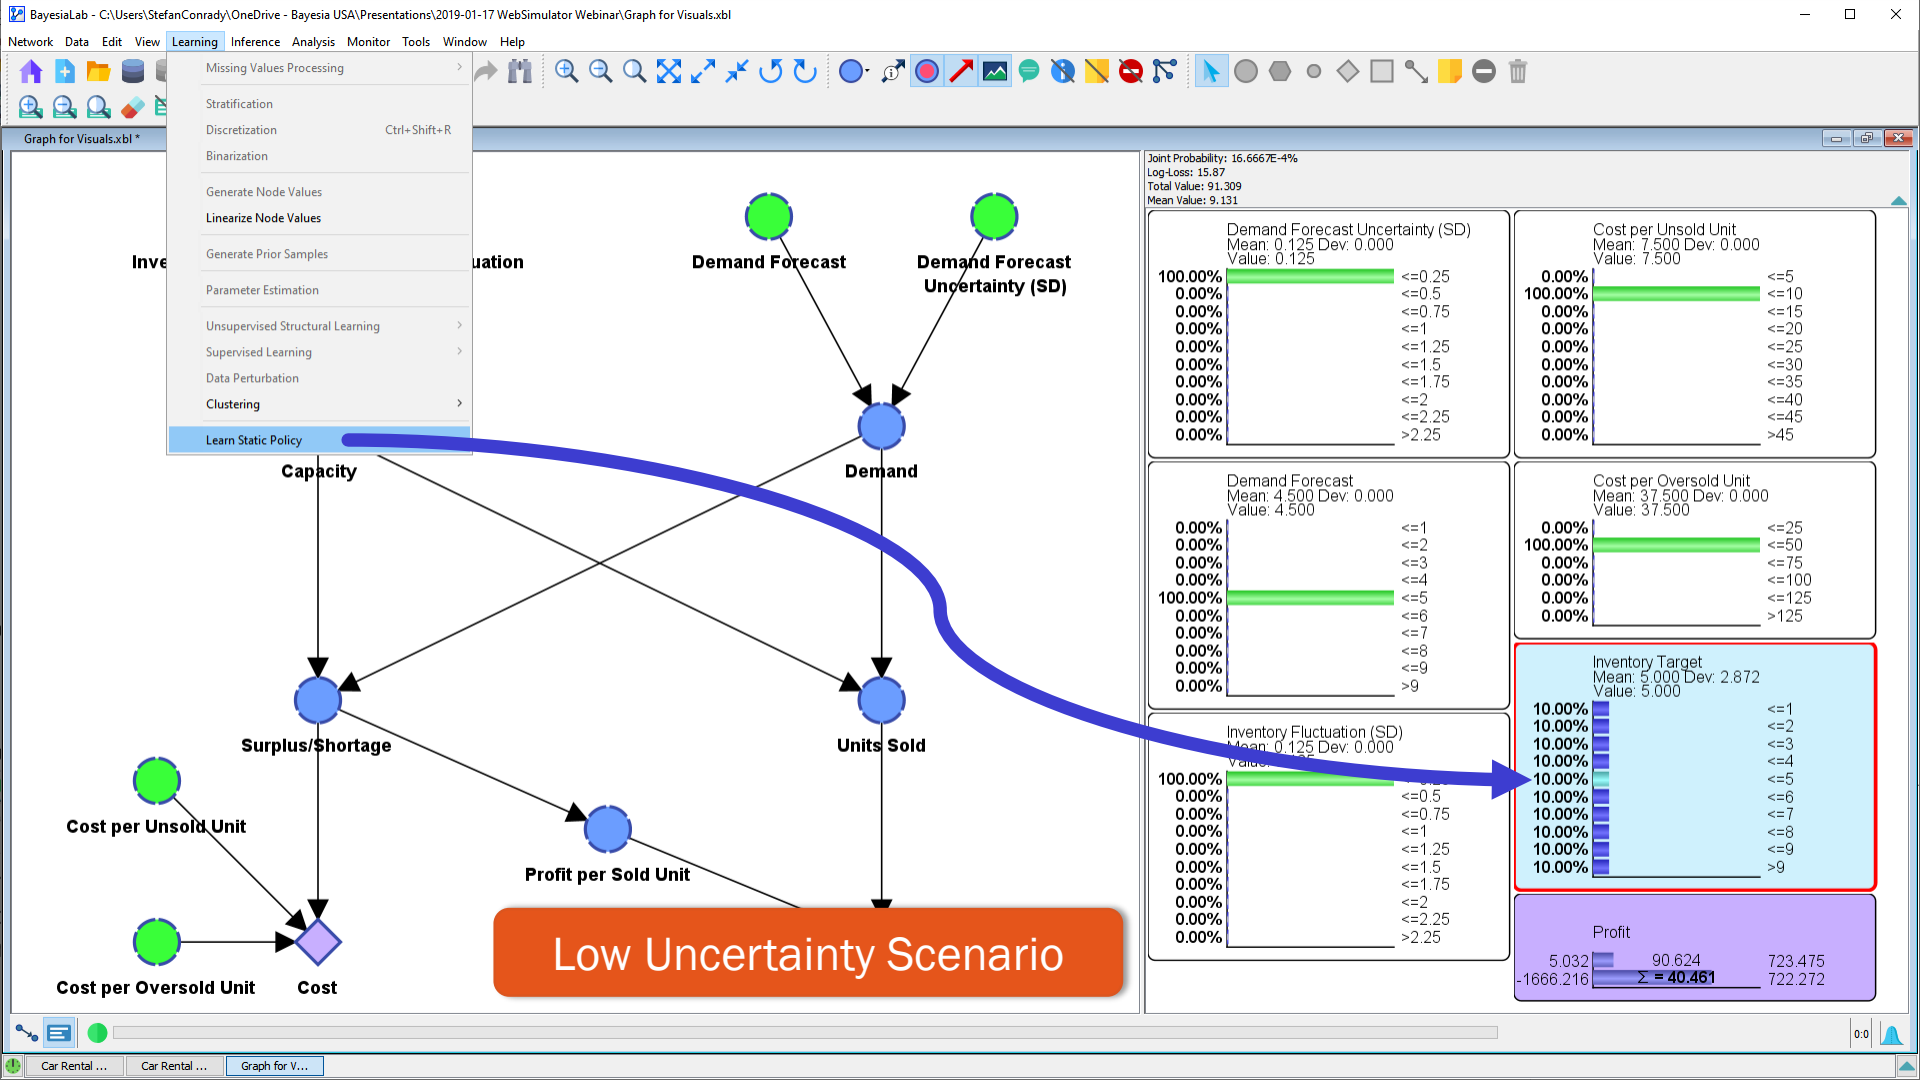 BayesiaLab - C:\Users\StefanConrady\OneDrive - Bayesia USA\Presentations\2019-01-17 WebSimulator Webinar\Graph for Visuals.xbl
Network Data Edit View Learning Inference Analysis Monitor Tools Window Help
Missing Values Processing
Stratification
Discretization Ctrl+Shift+R
Binarization
Generate Node Values
Linearize Node Values
Generate Prior Samples
Parameter Estimation
Unsupervised Structural Learning
Supervised Learning
Data Perturbation
Clustering
Learn Static Policy
Graph for Visuals.xbl *
Inve
uation
Demand Forecast
Demand Forecast
Uncertainty (SD)
Capacity
Demand
Surplus/Shortage
Units Sold
Cost per Unsold Unit
Profit per Sold Unit
Cost per Oversold Unit
Cost
Low Uncertainty Scenario
Joint Probability: 16.6667E-4%
Log-Loss: 15.87
Total Value: 91.309
Mean Value: 9.131
Demand Forecast Uncertainty (SD)
Mean: 0.125 Dev: 0.000
Value: 0.125
100.00% <=0.25
0.00% <=0.5
0.00% <=0.75
0.00% <=1
0.00% <=1.25
0.00% <=1.5
0.00% <=1.75
0.00% <=2
0.00% <=2.25
0.00% >2.25
Demand Forecast
Mean: 4.500 Dev: 0.000
Value: 4.500
0.00% <=1
0.00% <=2
0.00% <=3
0.00% <=4
100.00% <=5
0.00% <=6
0.00% <=7
0.00% <=8
0.00% <=9
0.00% >9
Inventory Fluctuation (SD)
Mean: 0.125 Dev: 0.000
100.00%
0.00% <=0.5
0.00% <=0.75
0.00% <=1
0.00% <=1.25
0.00% <=1.5
0.00% <=1.75
0.00% <=2
0.00% <=2.25
0.00% >2.25
Cost per Unsold Unit
Mean: 7.500 Dev: 0.000
Value: 7.500
0.00% <=5
100.00% <=10
0.00% <=15
0.00% <=20
0.00% <=25
0.00% <=30
0.00% <=35
0.00% <=40
0.00% <=45
0.00% >45
Cost per Oversold Unit
Mean: 37.500 Dev: 0.000
Value: 37.500
0.00% <=25
100.00% <=50
0.00% <=75
0.00% <=100
0.00% <=125
0.00% >125
Inventory Target
Mean: 5.000 Dev: 2.872
Value: 5.000
10.00% <=1
10.00% <=2
10.00% <=3
10.00% <=4
10.00% <=5
10.00% <=6
10.00% <=7
10.00% <=8
10.00% <=9
10.00% >9
Profit
5.032 90.624 723.475
-1666.216 Σ = 40.461 722.272
0:0
Car Rental ... Car Rental ... Graph for V...